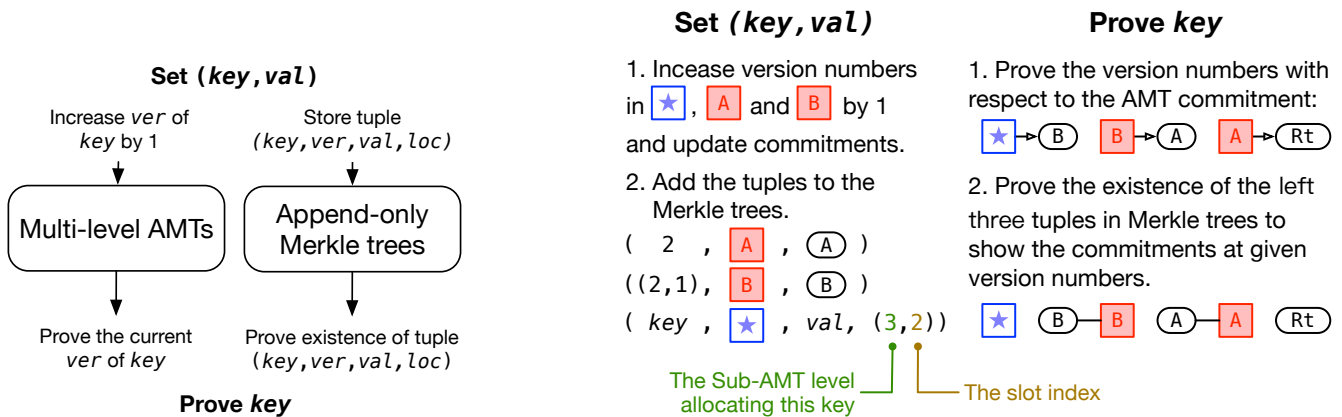 Set (key,val)
Increase ver of
key by 1
Store tuple
(key,ver,val,loc)
Multi-level AMTs
Append-only
Merkle trees
Prove the current
ver of key
Prove existence of tuple
(key,ver,val,loc)
Prove key
Set (key,val)
1. Incease version numbers
in ★, A and B by 1
and update commitments.
2. Add the tuples to the
Merkle trees.
( 2 , A , A )
((2,1), B , B )
( key , ★ , val, (3,2))
The Sub-AMT level
allocating this key
The slot index
Prove key
1. Prove the version numbers with
respect to the AMT commitment:
★ B B A A Rt
2. Prove the existence of the left
three tuples in Merkle trees to
show the commitments at given
version numbers.
★ B B A A Rt